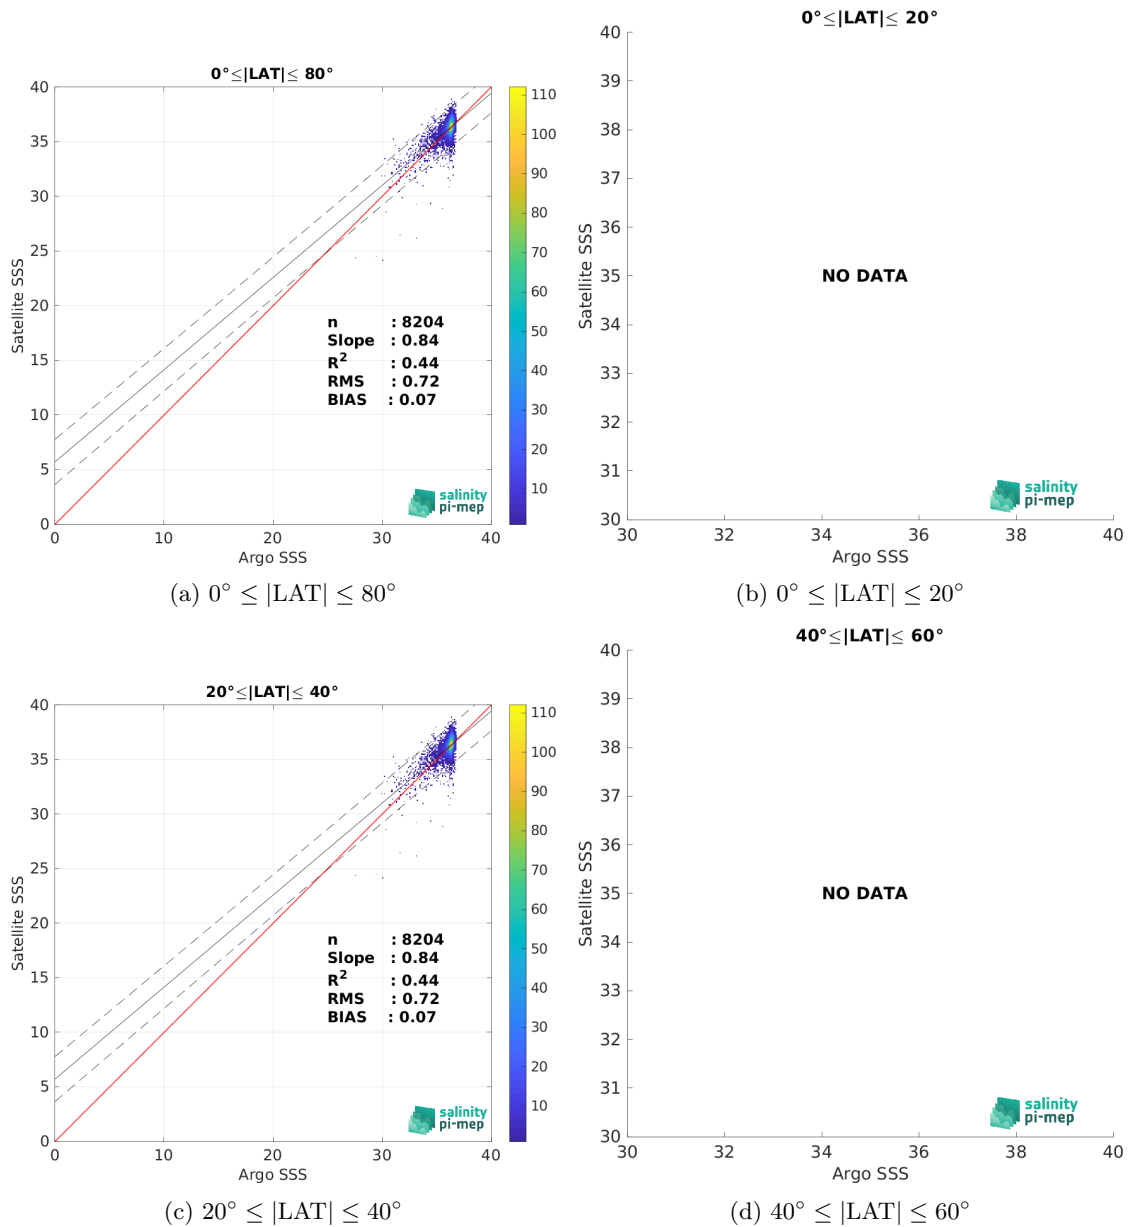 0°≤|LAT|≤ 80°
40
35
30
25
20
15
10
5
0
0
10
20
30
40
Satellite SSS
Argo SSS
n : 8204
Slope : 0.84
R² : 0.44
RMS : 0.72
BIAS : 0.07
salinity
pi-mep
110
100
90
80
70
60
50
40
30
20
10
(a) 0° ≤ |LAT| ≤ 80°
0°≤|LAT|≤ 20°
40
39
38
37
36
35
34
33
32
31
30
30
32
34
36
38
40
Satellite SSS
Argo SSS
NO DATA
salinity
pi-mep
(b) 0° ≤ |LAT| ≤ 20°
20°≤|LAT|≤ 40°
40
35
30
25
20
15
10
5
0
0
10
20
30
40
Satellite SSS
Argo SSS
n : 8204
Slope : 0.84
R² : 0.44
RMS : 0.72
BIAS : 0.07
salinity
pi-mep
110
100
90
80
70
60
50
40
30
20
10
(c) 20° ≤ |LAT| ≤ 40°
40°≤|LAT|≤ 60°
40
39
38
37
36
35
34
33
32
31
30
30
32
34
36
38
40
Satellite SSS
Argo SSS
NO DATA
salinity
pi-mep
(d) 40° ≤ |LAT| ≤ 60°